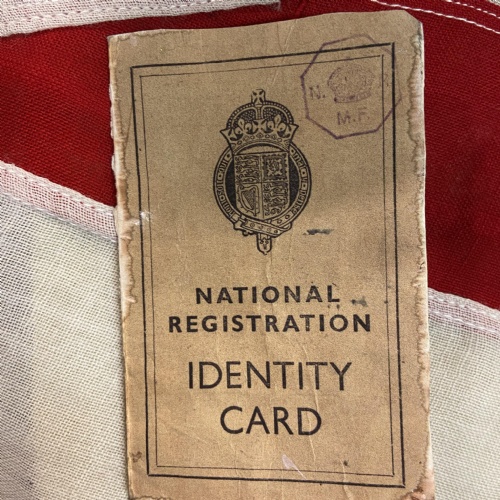 N. R.
M.F.
NATIONAL
REGISTRATION
IDENTITY
CARD